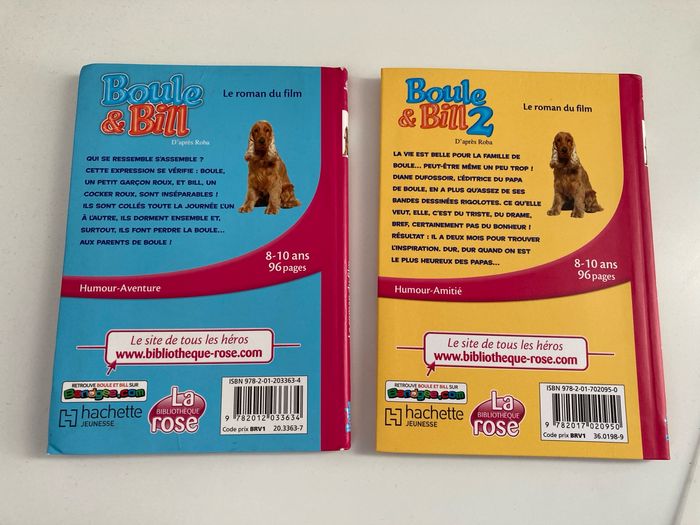 Boule
& Bill
Le roman du film
D'après Roba
QUI SE RESSEMBLE S'ASSEMBLE ?
CETTE EXPRESSION SE VÉRIFIE : BOULE,
UN PETIT GARÇON ROUX, ET BILL, UN
COCKER ROUX, SONT INSÉPARABLES !
ILS SONT COLLÉS TOUTE LA JOURNÉE L'UN
À L'AUTRE, ILS DORMENT ENSEMBLE ET,
SURTOUT, ILS FONT PERDRE LA BOULE...
AUX PARENTS DE BOULE !
8-10 ans
96 pages
Humour-Aventure
Le site de tous les héros
www.bibliotheque-rose.com
RETROUVE BOULE ET BILL SUR
Bandgee.com
hachette
JEUNESSE
La
BIBLIOTHÈQUE
rose
ISBN 978-2-01-203363-4
9 782012 033634
Code prix BRV1 20.3363-7
Boule
& Bill 2
Le roman du film
D'après Roba
LA VIE EST BELLE POUR LA FAMILLE DE
BOULE... PEUT-ÊTRE MÊME UN PEU TROP !
DIANE DUFOSSOIR, L'ÉDITRICE DU PAPA
DE BOULE, EN A PLUS QU'ASSEZ DE SES
BANDES DESSINÉES RIGOLOTES. CE QU'ELLE
VEUT, ELLE, C'EST DU TRISTE, DU DRAME,
BREF, CERTAINEMENT PAS DU BONHEUR !
RÉSULTAT : IL A DEUX MOIS POUR TROUVER
L'INSPIRATION. DUR, DUR QUAND ON EST
LE PLUS HEUREUX DES PAPAS...
8-10 ans
96 pages
Humour-Amitié
Le site de tous les héros
www.bibliotheque-rose.com
RETROUVE BOULE ET BILL SUR
Bandgee.com
hachette
JEUNESSE
La
BIBLIOTHÈQUE
rose
ISBN 978-2-01-702095-0
9 782017 020950
Code prix BRV1 36.0198-9